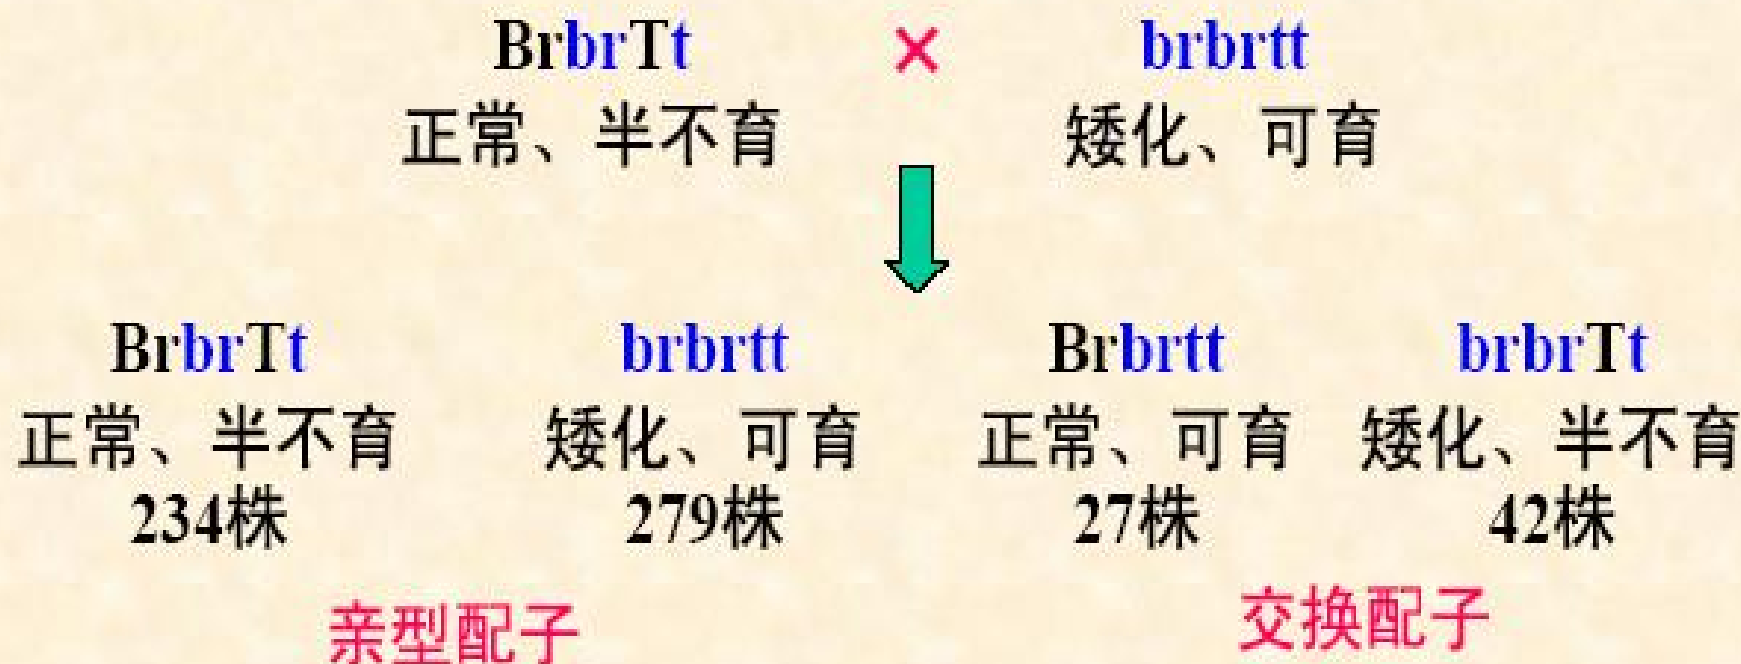 BrbrTt × brbrtt
正常、半不育 矮化、可育
BrbrTt brbrtt Brbrtt brbrTt
正常、半不育 矮化、可育 正常、可育 矮化、半不育
234株 279株 27株 42株
亲型配子 交换配子